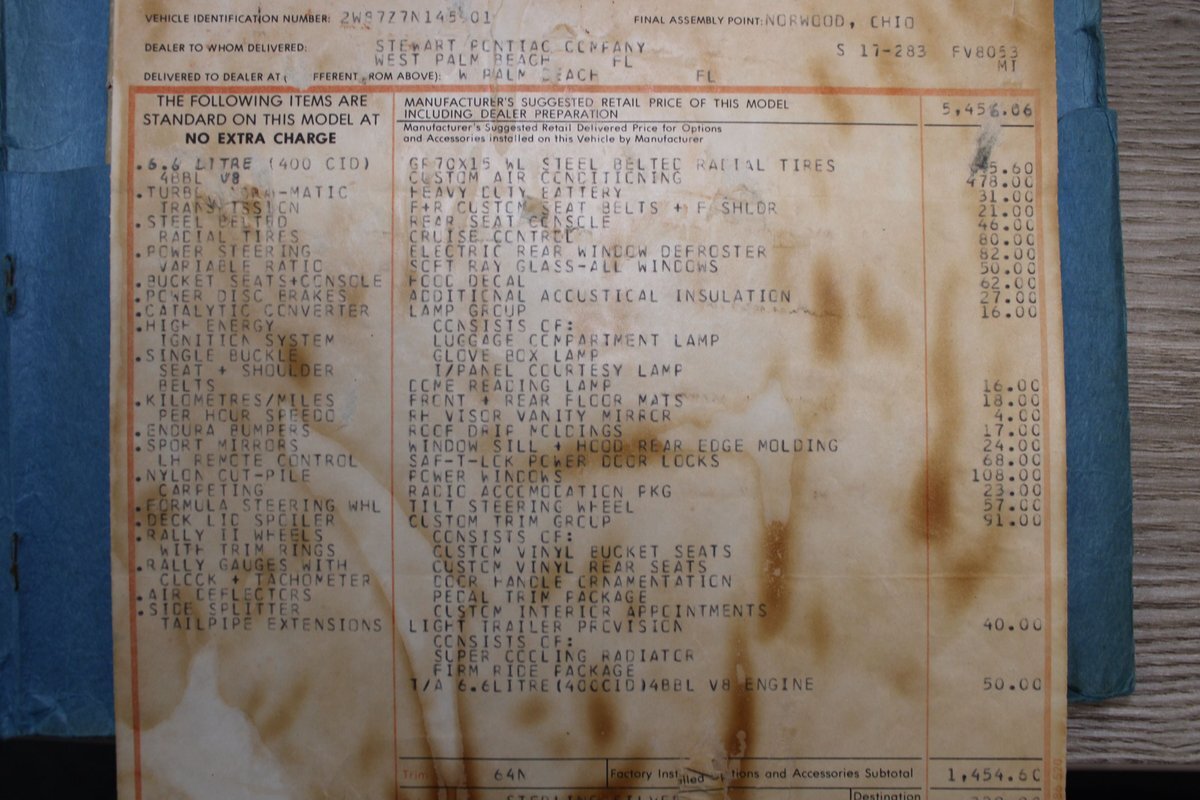 VEHICLE IDENTIFICATION NUMBER:
FINAL ASSEMBLY POINT: NORWOOD, OHIO
DEALER TO WHOM DELIVERED: STEWART PONTIAC COMPANY S 17-283 FV8053
WEST PALM BEACH FL MI
DELIVERED TO DEALER AT ABOVE): W PALM BEACH FL
THE FOLLOWING ITEMS ARE
STANDARD ON THIS MODEL AT
NO EXTRA CHARGE
.6.6 LITRE (400 CID)
4BBL V8
.TURBO HYDRA-MATIC
TRANSMISSION
.STEEL BELTED
RADIAL TIRES
.POWER STEERING
VARIABLE RATIO
.BUCKET SEATS+CONSOLE
.POWER DISC BRAKES
.CATALYTIC CONVERTER
.HIGH ENERGY
IGNITION SYSTEM
.SINGLE BUCKLE
SEAT + SHOULDER
BELTS
.KILOMETRES/MILES
PER HOUR SPEEDO
.ENDURA BUMPERS
.SPORT MIRRORS
LH REMOTE CONTROL
.NYLON CUT-PILE
CARPETING
.FORMULA STEERING WHL
.DECK LID SPOILER
.RALLY II WHEELS
WITH TRIM RINGS
.RALLY GAUGES WITH
CLOCK + TACHOMETER
.AIR DEFLECTORS
.SIDE SPLITTER
TAILPIPE EXTENSIONS
MANUFACTURER'S SUGGESTED RETAIL PRICE OF THIS MODEL
INCLUDING DEALER PREPARATION 5,456.06
Manufacturer's Suggested Retail Delivered Price for Options
and Accessories installed on this Vehicle by Manufacturer
GR70X15 WL STEEL BELTED RADIAL TIRES 45.60
CUSTOM AIR CONDITIONING 478.00
HEAVY DUTY BATTERY 31.00
F+R CUSTOM SEAT BELTS + F SHLDR 21.00
REAR SEAT CONSOLE 46.00
CRUISE CONTROL 80.00
ELECTRIC REAR WINDOW DEFROSTER 82.00
SOFT RAY GLASS-ALL WINDOWS 50.00
HOOD DECAL 62.00
ADDITIONAL ACCUSTICAL INSULATION 27.00
LAMP GROUP 16.00
CONSISTS OF:
LUGGAGE COMPARTMENT LAMP
GLOVE BOX LAMP
I/PANEL COURTESY LAMP
DOME READING LAMP 16.00
FRONT + REAR FLOOR MATS 18.00
RH VISOR VANITY MIRROR 4.00
ROOF DRIP MOLDINGS 17.00
WINDOW SILL + HOOD REAR EDGE MOLDING 24.00
SAF-T-LOK POWER DOOR LOCKS 68.00
POWER WINDOWS 108.00
RADIO ACCOMODATION PKG 23.00
TILT STEERING WHEEL 57.00
CUSTOM TRIM GROUP 91.00
CONSISTS OF:
CUSTOM VINYL BUCKET SEATS
CUSTOM VINYL REAR SEATS
DOOR HANDLE ORNAMENTATION
PEDAL TRIM PACKAGE
CUSTOM INTERIOR APPOINTMENTS
LIGHT TRAILER PROVISION 40.00
CONSISTS OF:
SUPER COOLING RADIATOR
FIRM RIDE PACKAGE
T/A 6.6LITRE(400CID)4BBL V8 ENGINE 50.00
Trim 64N Factory Installed Options and Accessories Subtotal 1,454.60
Destination